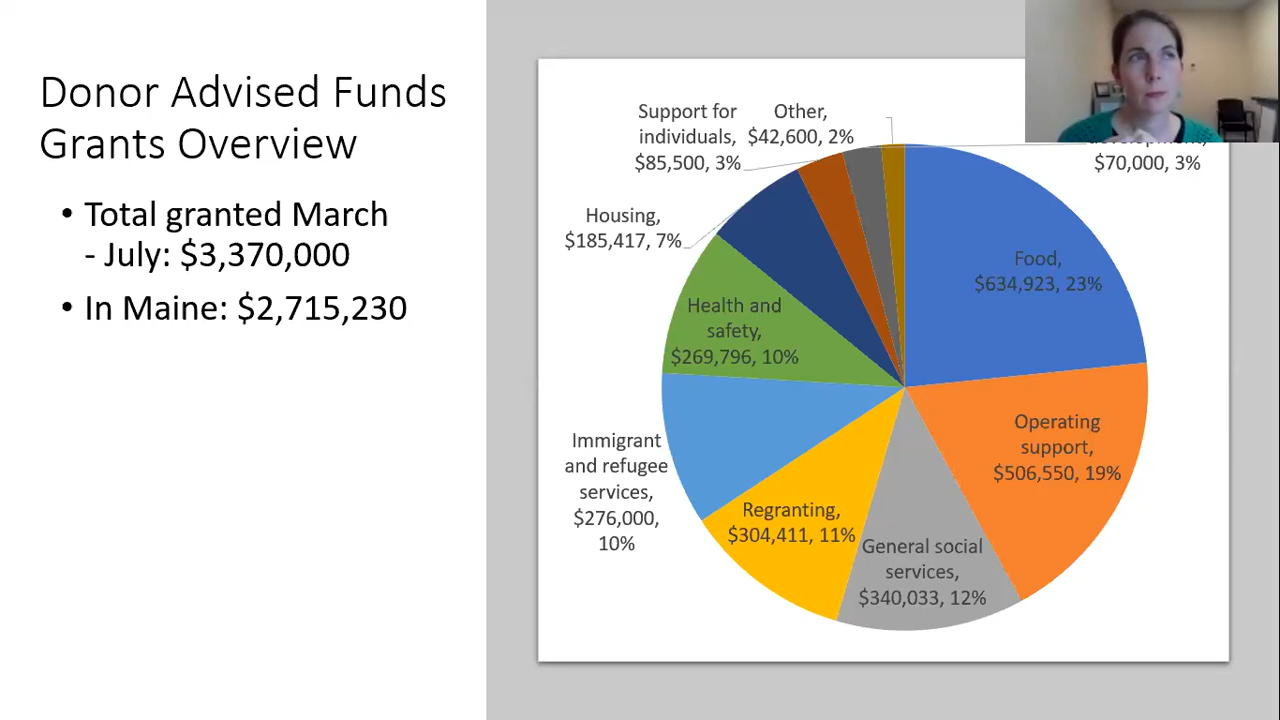 Donor Advised Funds
Grants Overview
• Total granted March
- July: $3,370,000
• In Maine: $2,715,230
Support for
individuals,
$85,500, 3%
Other,
$42,600, 2%
$70,000, 3%
Housing,
$185,417, 7%
Food,
$634,923, 23%
Health and
safety,
$269,796, 10%
Operating
support,
$506,550, 19%
Immigrant
and refugee
services,
$276,000,
10%
Regranting,
$304,411, 11%
General social
services,
$340,033, 12%